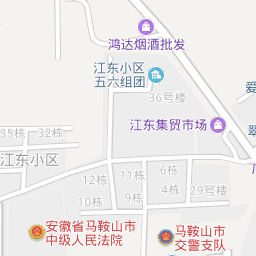 鸿达烟酒批发
江东小区
五六组团
36号楼
爱
江东集贸市场
翠
35栋
32栋
江东小区
11栋
6栋
12栋
9栋
4栋
29号楼
10栋
安徽省马鞍山市
中级人民法院
马鞍山市
交警支队